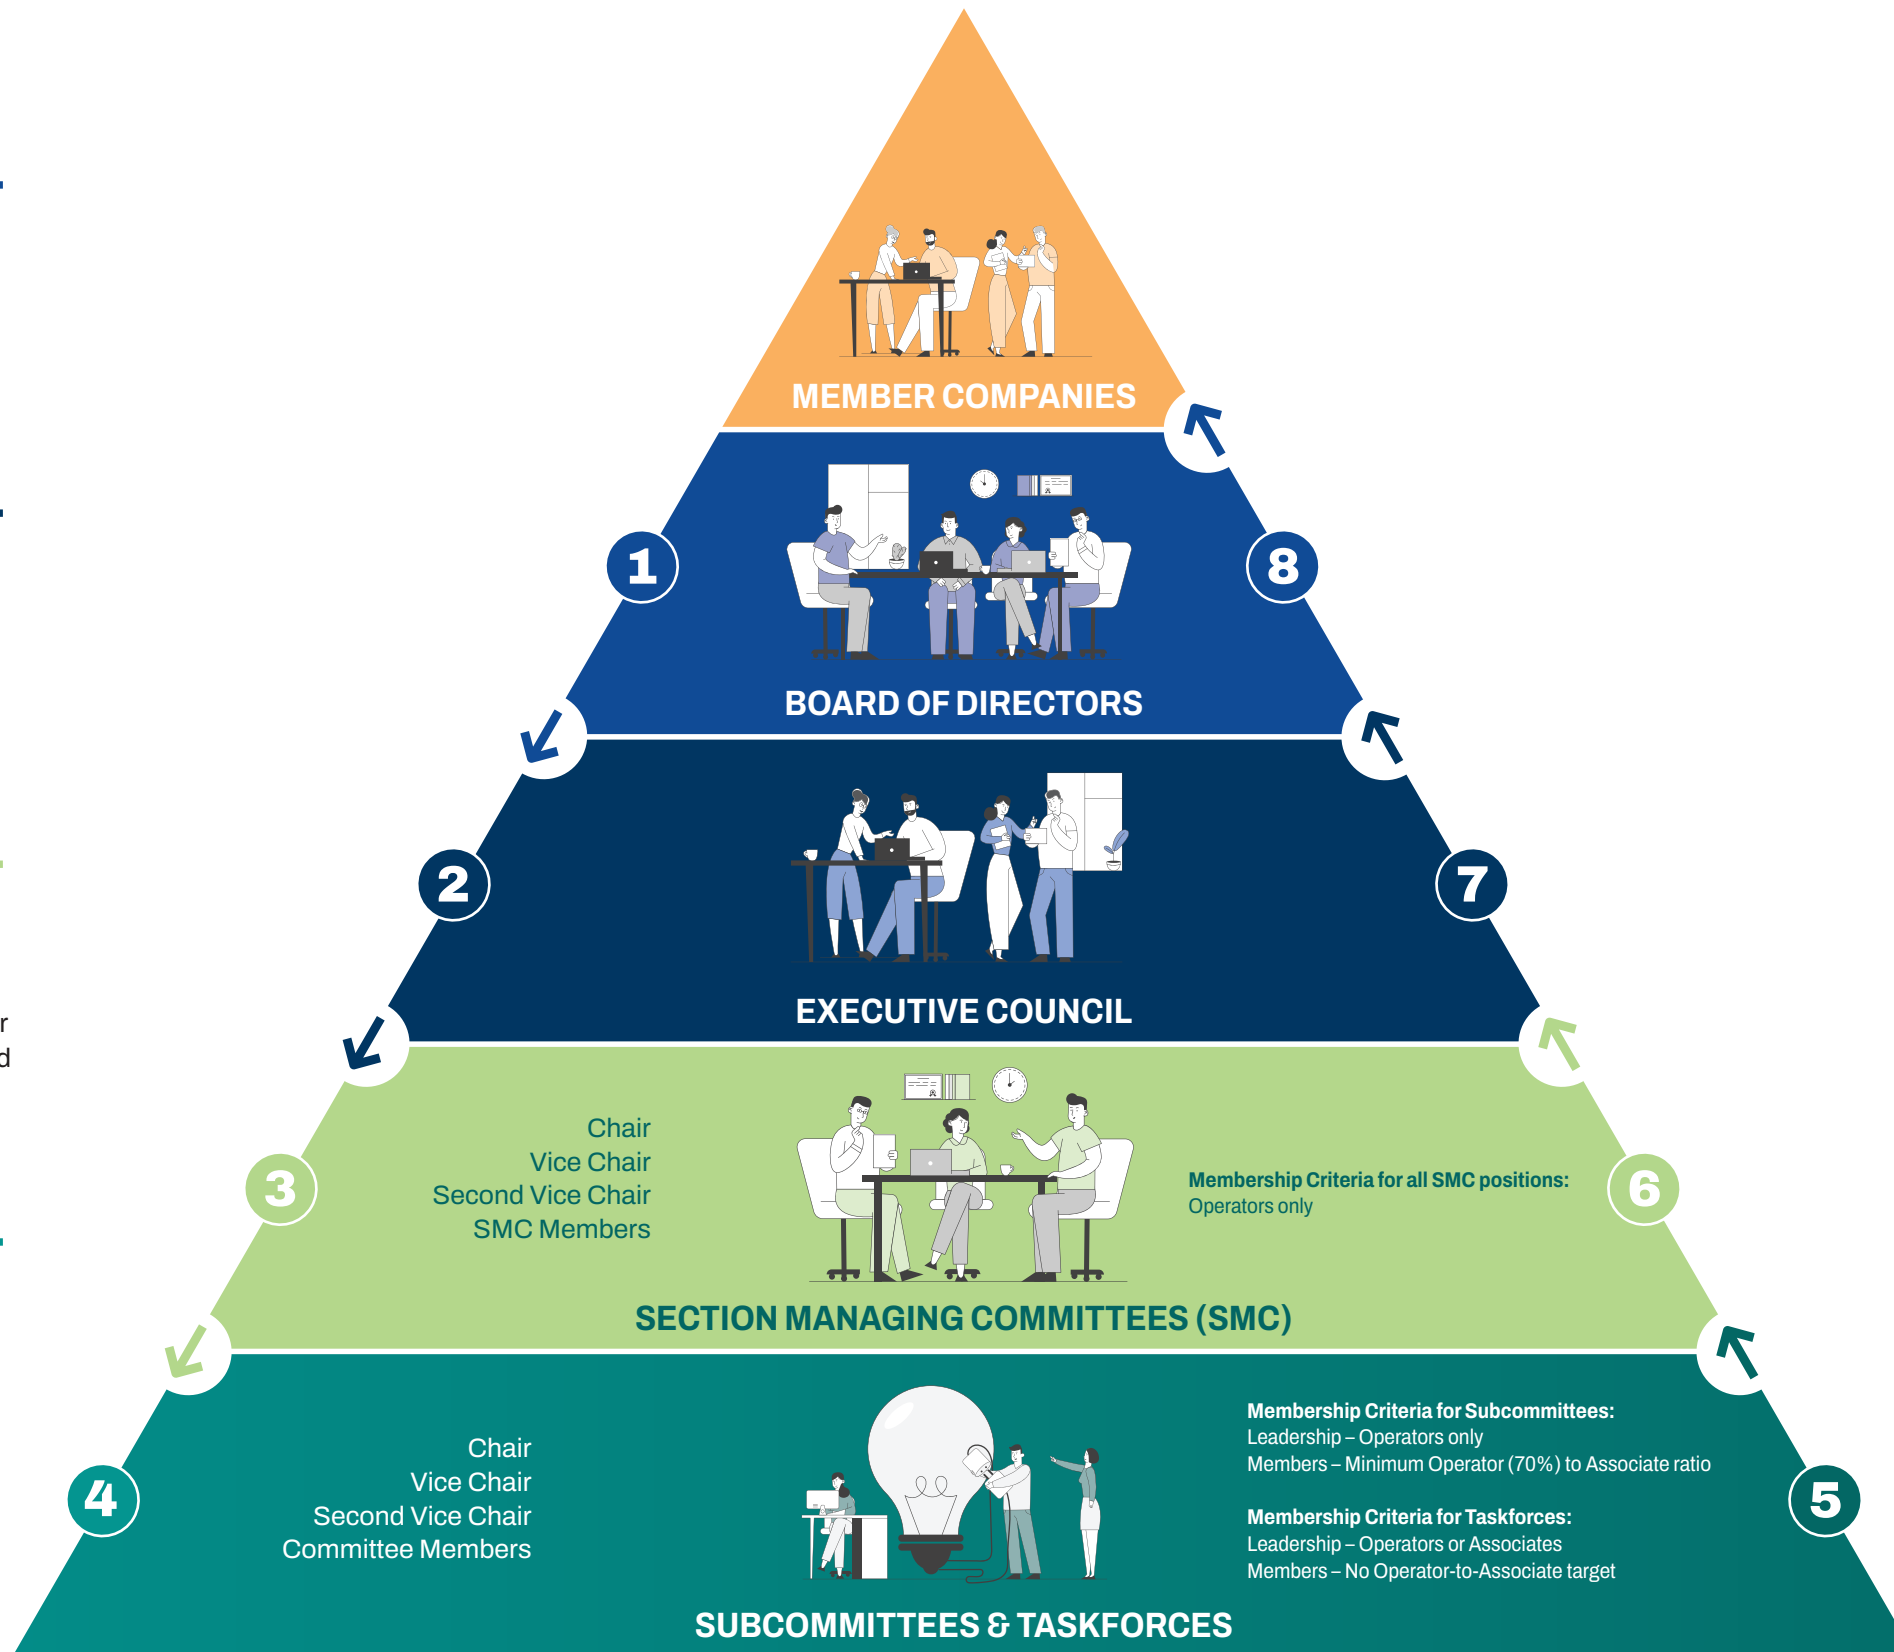 MEMBER COMPANIES
1
8
BOARD OF DIRECTORS
2
7
EXECUTIVE COUNCIL
r
d
3
Chair
Vice Chair
Second Vice Chair
SMC Members
Membership Criteria for all SMC positions:
Operators only
6
SECTION MANAGING COMMITTEES (SMC)
4
Chair
Vice Chair
Second Vice Chair
Committee Members
Membership Criteria for Subcommittees:
Leadership – Operators only
Members – Minimum Operator (70%) to Associate ratio
Membership Criteria for Taskforces:
Leadership – Operators or Associates
Members – No Operator-to-Associate target
5
SUBCOMMITTEES & TASKFORCES